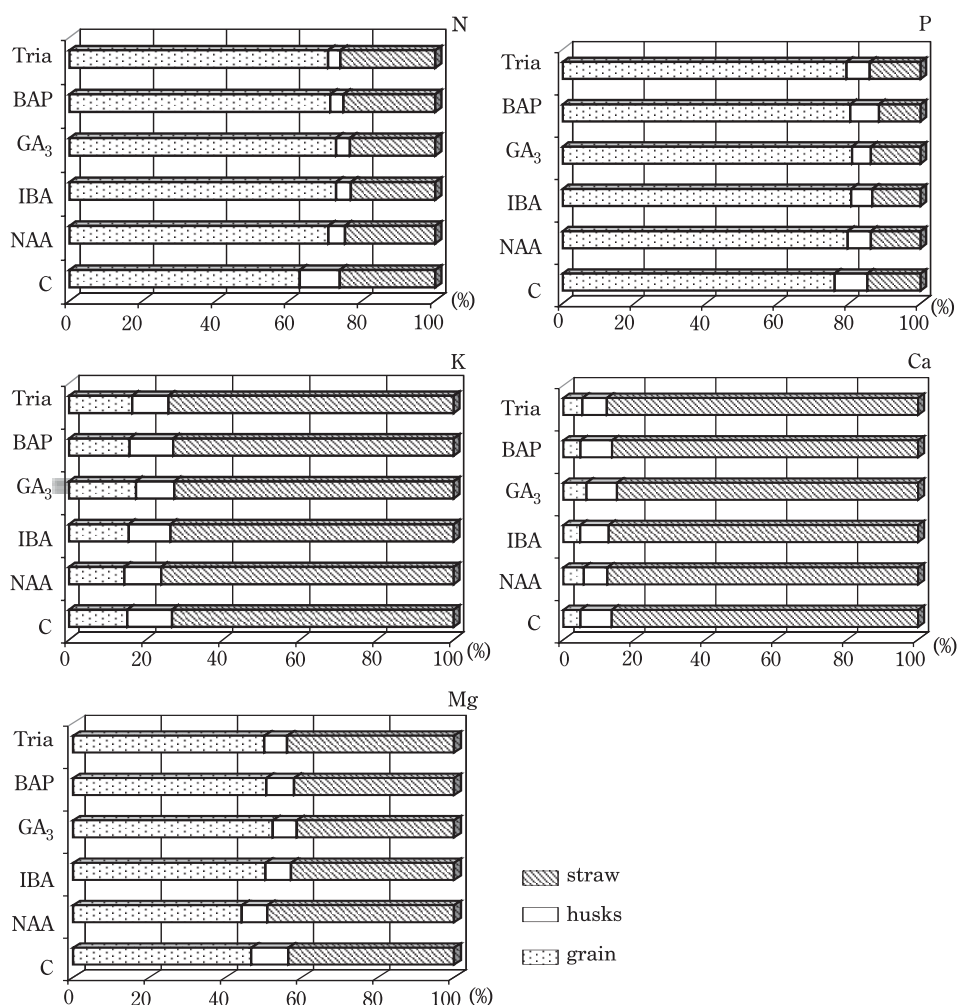 N
Tria
BAP
GA₃
IBA
NAA
C
0 20 40 60 80 100 (%)
P
Tria
BAP
GA₃
IBA
NAA
C
0 20 40 60 80 100 (%)
K
Tria
BAP
GA₃
IBA
NAA
C
0 20 40 60 80 100 (%)
Ca
Tria
BAP
GA₃
IBA
NAA
C
0 20 40 60 80 100 (%)
Mg
Tria
BAP
GA₃
IBA
NAA
C
0 20 40 60 80 100 (%)
straw
husks
grain